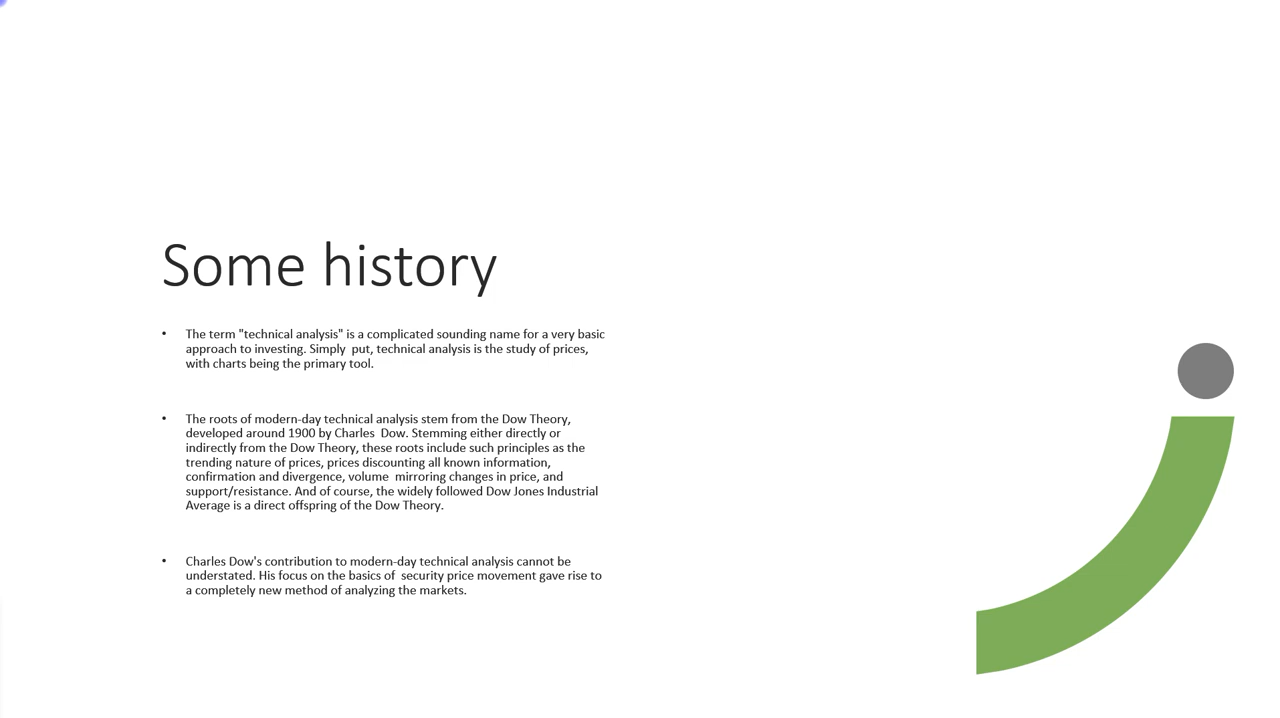 Some history
• The term "technical analysis" is a complicated sounding name for a very basic
approach to investing. Simply  put, technical analysis is the study of prices,
with charts being the primary tool.
• The roots of modern-day technical analysis stem from the Dow Theory,
developed around 1900 by Charles  Dow. Stemming either directly or
indirectly from the Dow Theory, these roots include such principles as the
trending nature of prices, prices discounting all known information,
confirmation and divergence, volume  mirroring changes in price, and
support/resistance. And of course, the widely followed Dow Jones Industrial
Average is a direct offspring of the Dow Theory.
• Charles Dow's contribution to modern-day technical analysis cannot be
understated. His focus on the basics of  security price movement gave rise to
a completely new method of analyzing the markets.